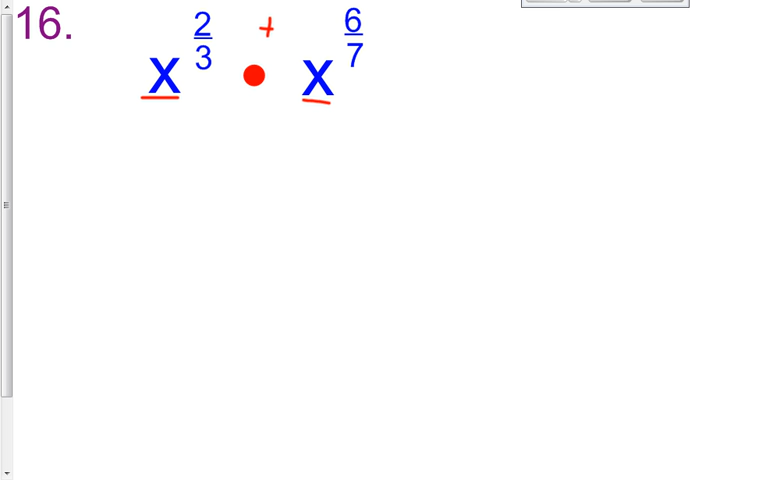 16.
2 + 6
3 7
x • x